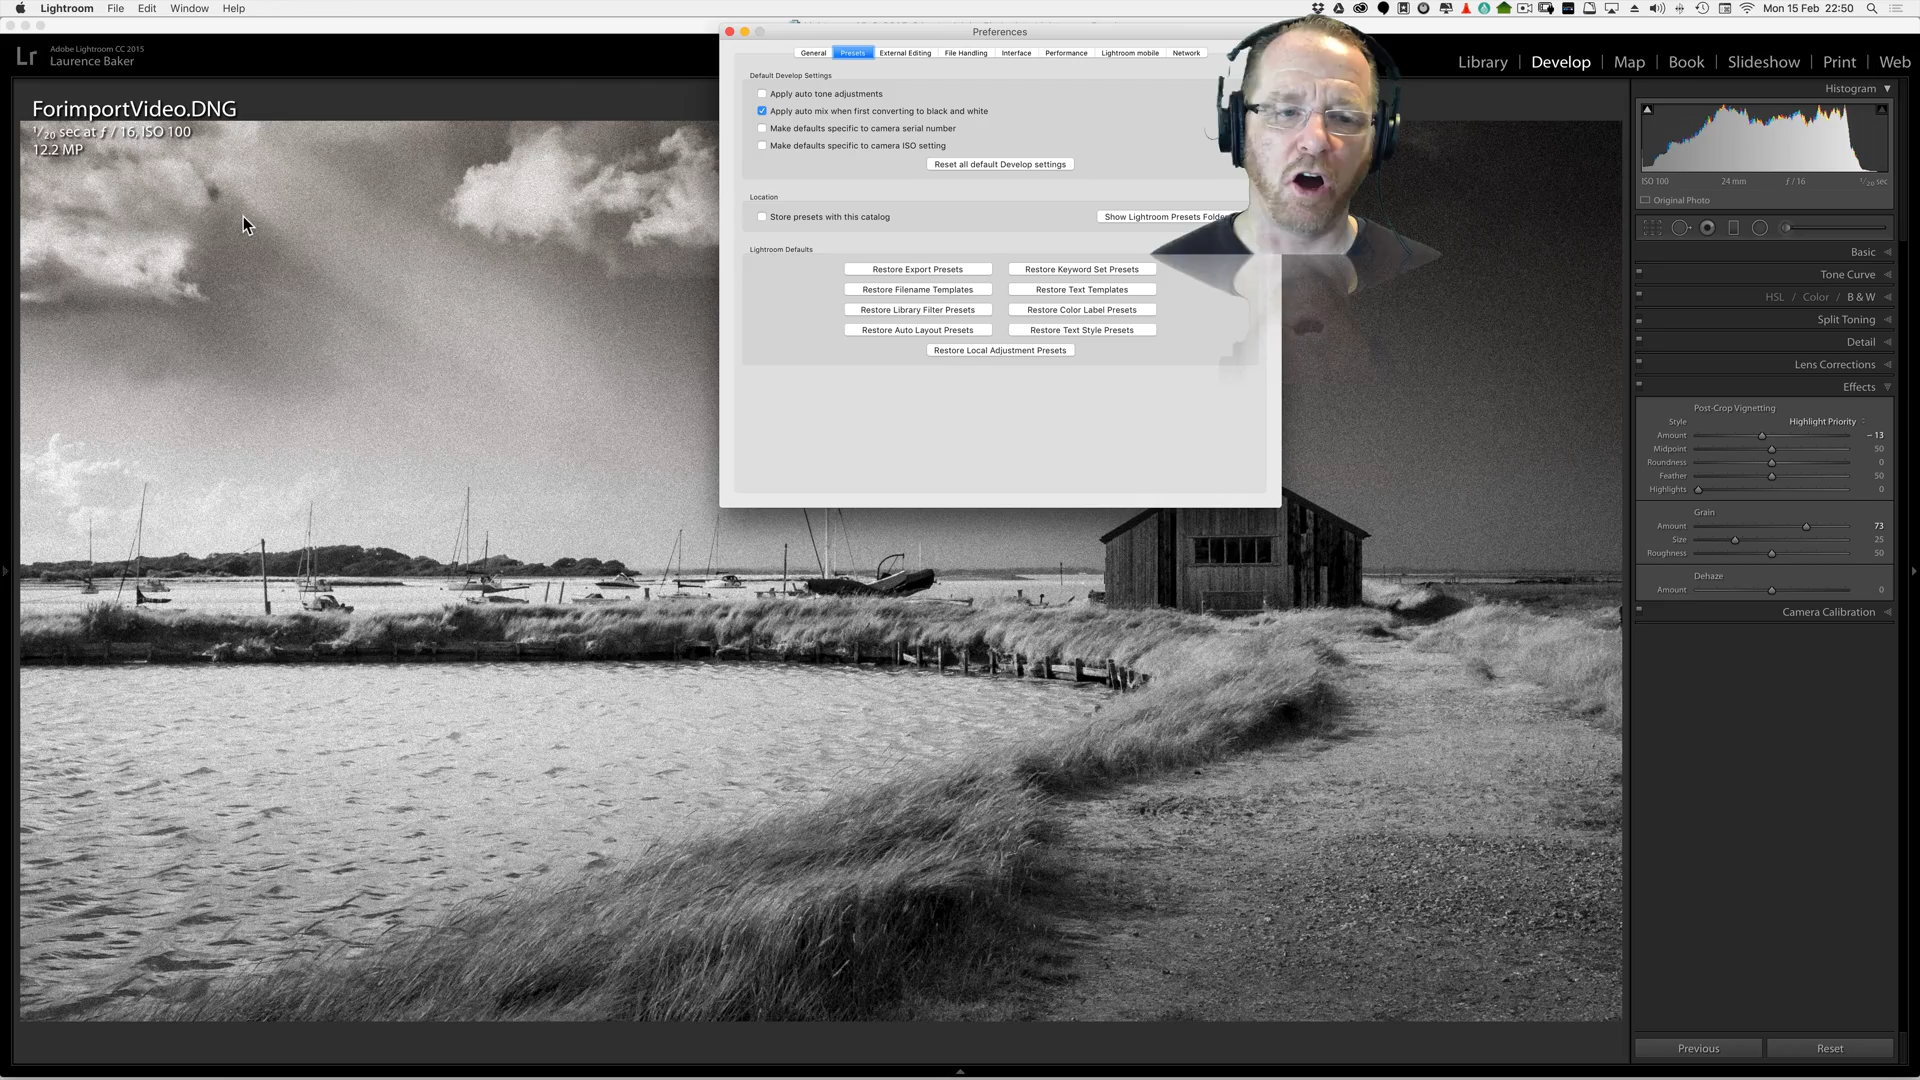 Lightroom File Edit Window Help
Mon 15 Feb 22:50
Preferences
General Presets External Editing File Handling Interface Performance Lightroom mobile Network
Lr Adobe Lightroom CC 2015
Laurence Baker
Library | Develop | Map | Book | Slideshow | Print | Web
ForimportVideo.DNG
1/20 sec at ƒ / 16, ISO 100
12.2 MP
Default Develop Settings
Apply auto tone adjustments
Apply auto mix when first converting to black and white
Make defaults specific to camera serial number
Make defaults specific to camera ISO setting
Reset all default Develop settings
Location
Store presets with this catalog
Show Lightroom Presets Folder
Lightroom Defaults
Restore Export Presets
Restore Keyword Set Presets
Restore Filename Templates
Restore Text Templates
Restore Library Filter Presets
Restore Color Label Presets
Restore Auto Layout Presets
Restore Text Style Presets
Restore Local Adjustment Presets
Histogram
ISO 100 24 mm ƒ / 16 1/20 sec
Original Photo
Basic
Tone Curve
HSL / Color / B & W
Split Toning
Detail
Lens Corrections
Effects
Post-Crop Vignetting
Style Highlight Priority
Amount - 13
Midpoint 50
Roundness 0
Feather 50
Highlights 0
Grain
Amount 73
Size 25
Roughness 50
Dehaze
Amount 0
Camera Calibration
Previous Reset